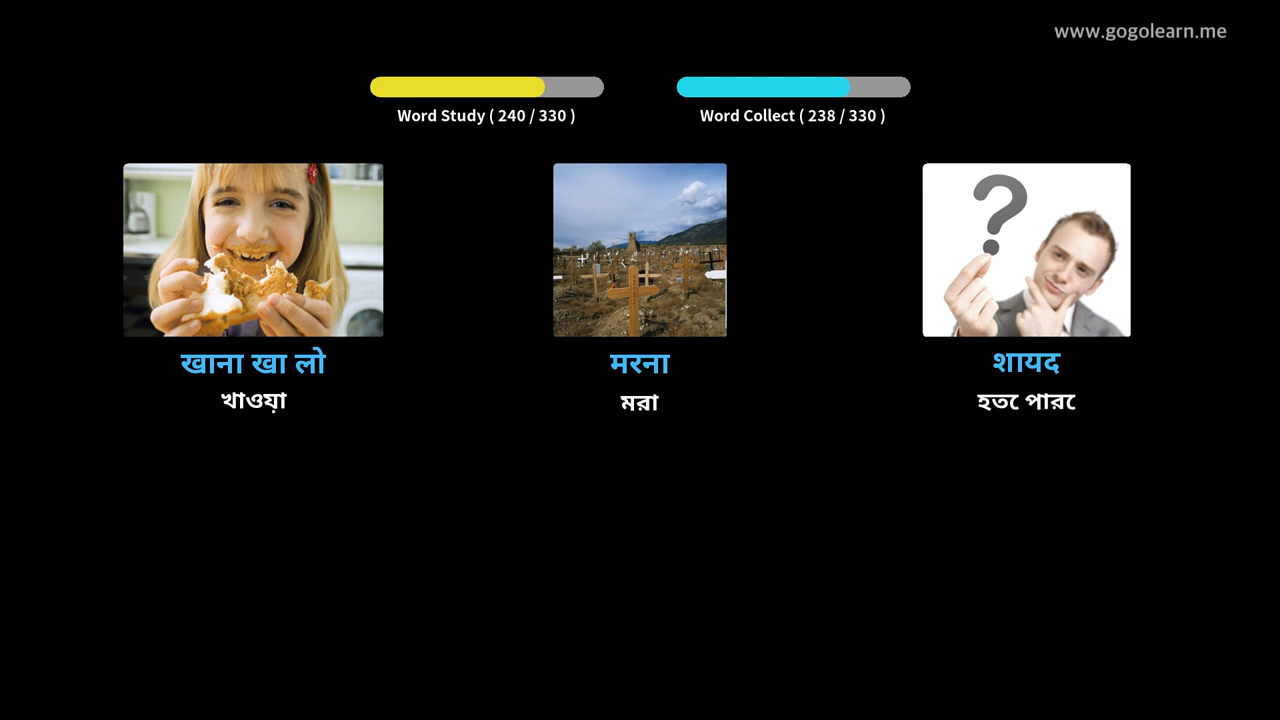 www.gogolearn.me
Word Study ( 240 / 330 )
Word Collect ( 238 / 330 )
खाना खा लो
मरना
शायद
খাওয়া
মরা
হতে পারে